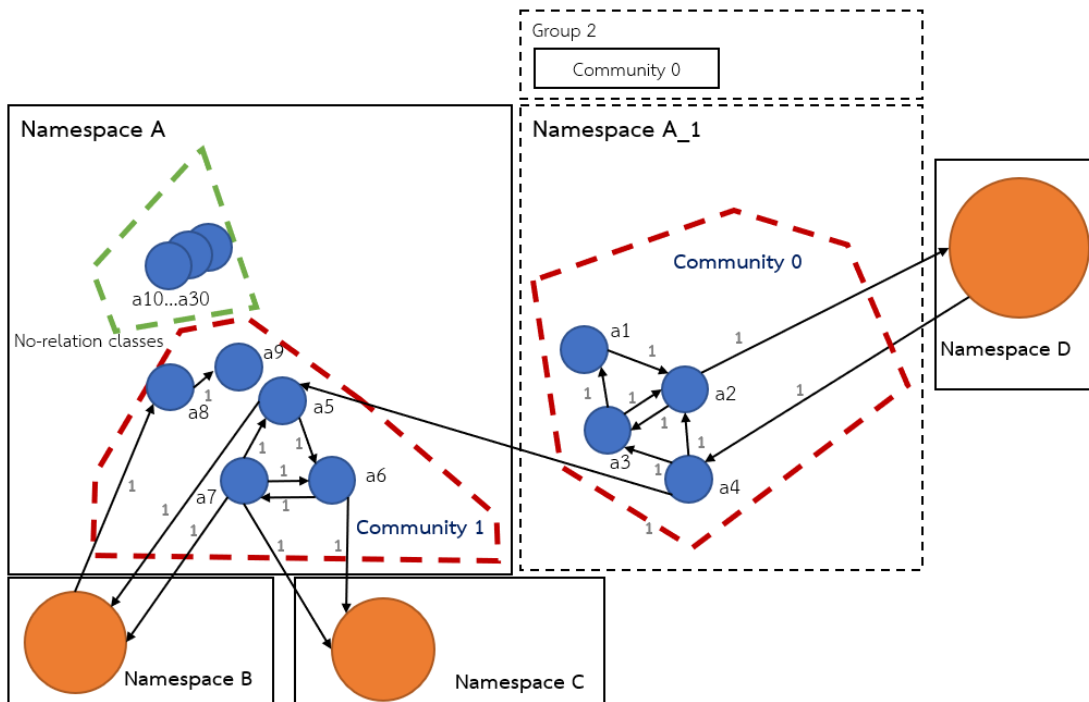 Group 2
Community 0
Namespace A
Namespace A_1
Community 0
a10...a30
No-relation classes
a1
1
Namespace D
a9
1
a2
1
1
a8
1
a5
1
1
1
a3
1
1
a4
1
1
1
a6
a7
1
1
1
1
Community 1
1
1
1
1
Namespace B
Namespace C